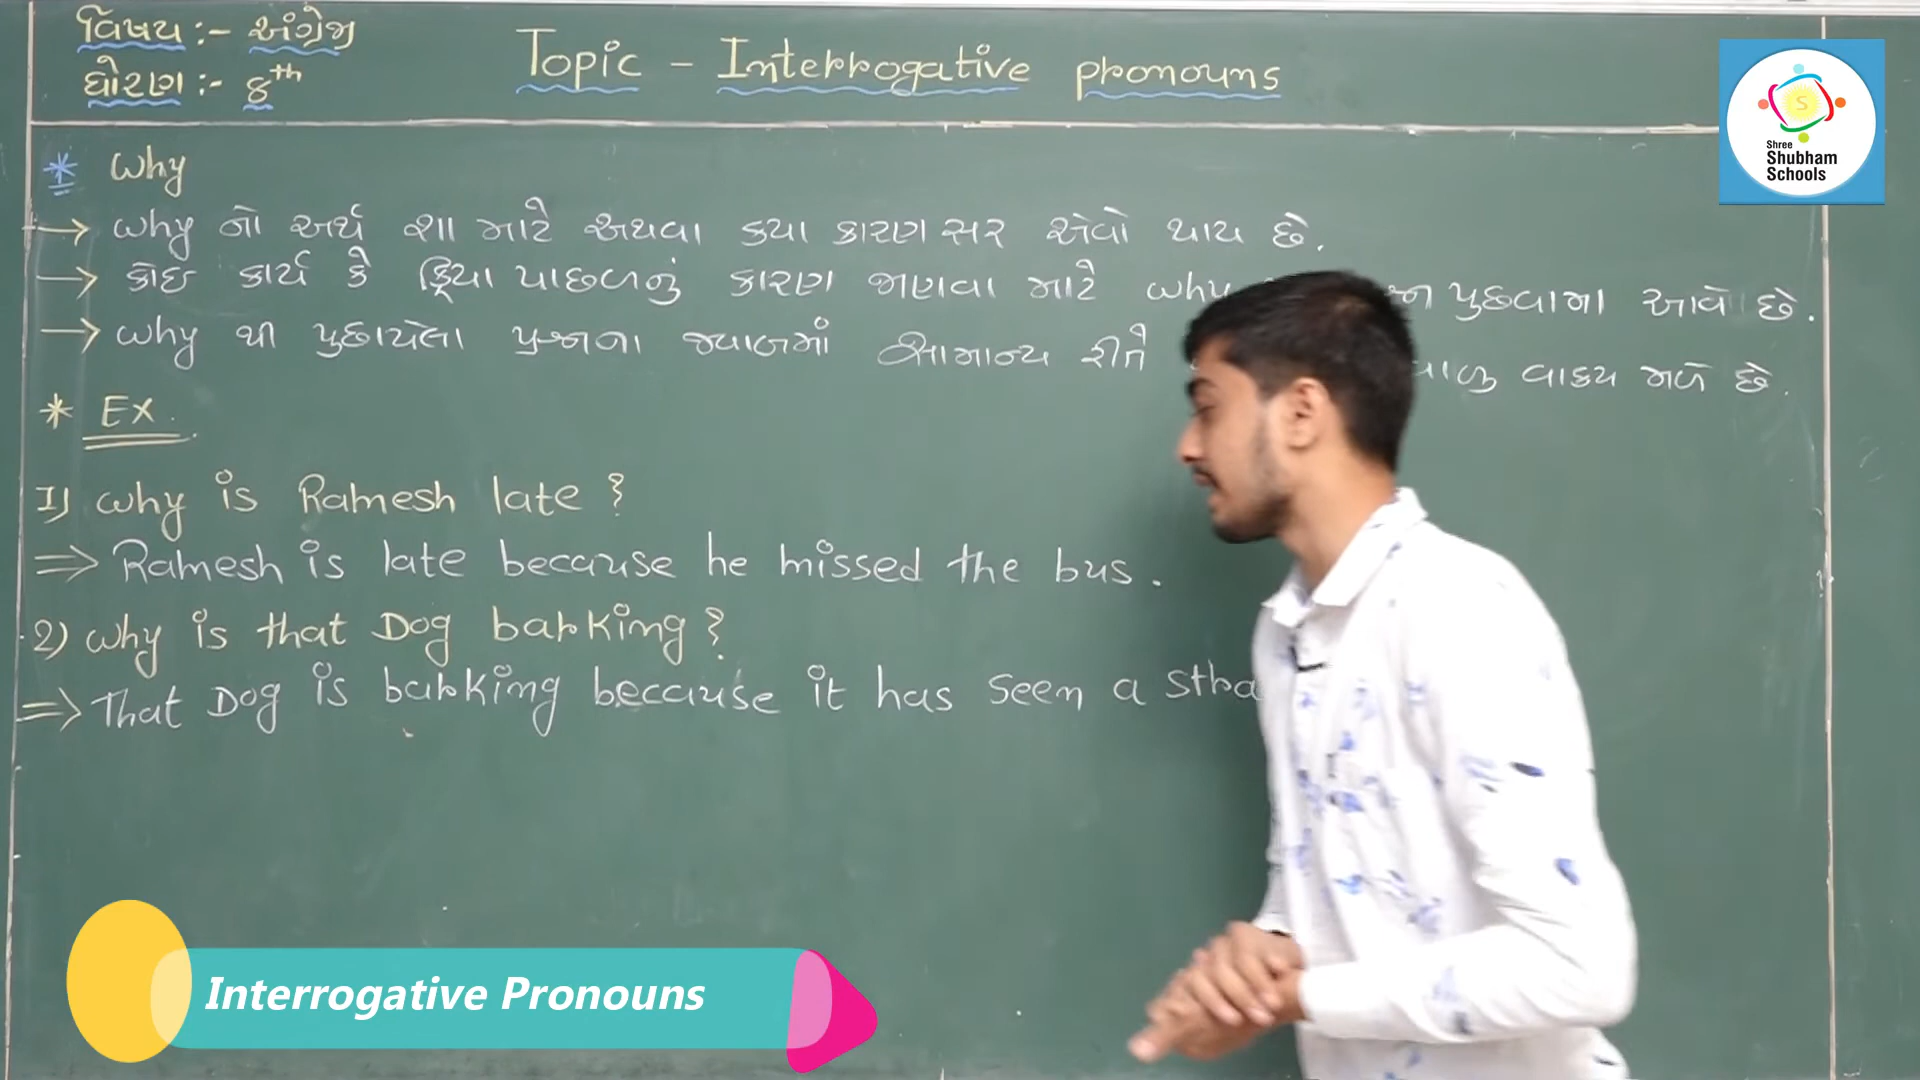 વિષય :- અંગ્રેજી
ધોરણ :- 8th
Topic - Interrogative pronouns
Shree
Shubham
Schools
* Why
→ why નો અર્થ શા માટે અથવા કયા કારણ સર એવો થાય છે.
→ કોઇ કાર્ય કે ક્રિયા પાછળનું કારણ જાણવા માટે why પુછવામા આવે છે.
→ why થી પુછાયેલા પ્રશ્નના જવાબમાં સામાન્ય રીતે વાળુ વાકય મળે છે.
* EX.
1) why is Ramesh late ?
⇒ Ramesh is late because he missed the bus.
2) why is that Dog barking ?
⇒ That Dog is barking because it has seen a stra
Interrogative Pronouns